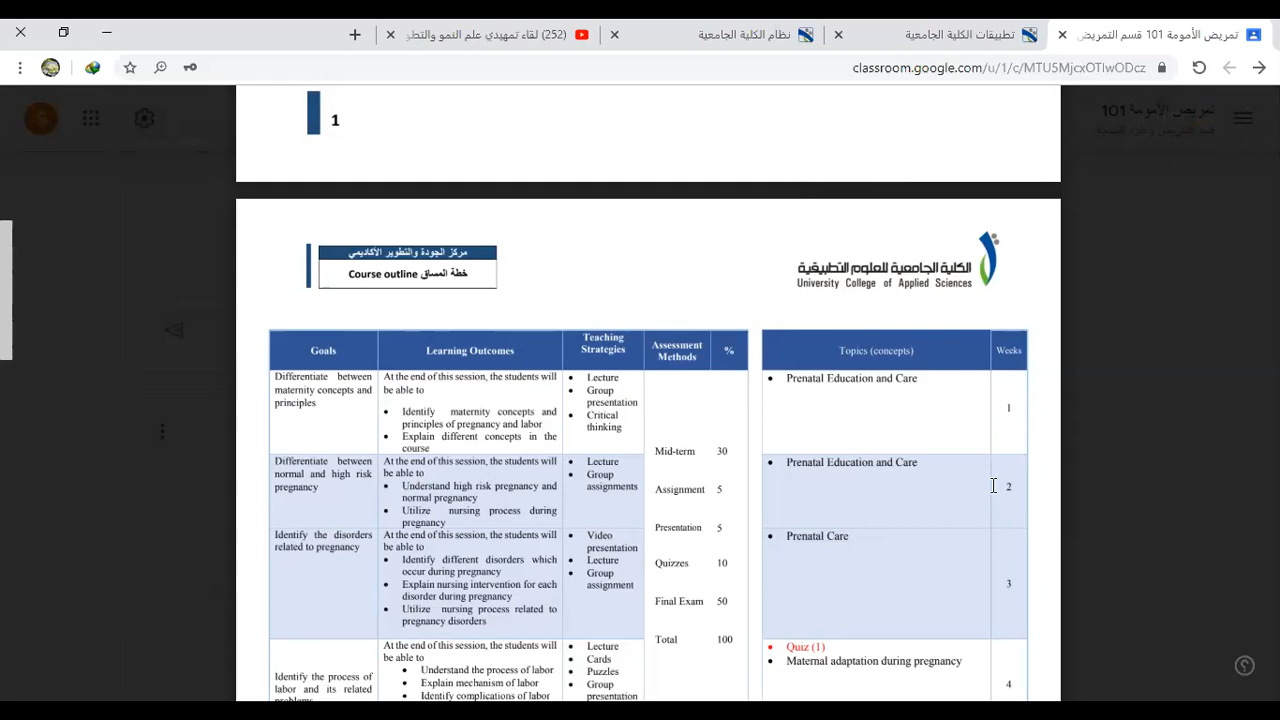 تمريض الأمومة 101 قسم التمريض
تطبيقات الكلية الجامعية
نظام الكلية الجامعية
(252) لقاء تمهيدي علم النمو والتطو
classroom.google.com/u/1/c/MTU5MjcxOTIwODcz
تمريض الأمومة 101
1
مركز الجودة والتطوير الأكاديمي
خطة المساق Course outline
الكلية الجامعية للعلوم التطبيقية
University College of Applied Sciences
Goals
Learning Outcomes
Teaching
Strategies
Assessment
Methods
%
Topics (concepts)
Weeks
Differentiate between
maternity concepts and
principles
At the end of this session, the students will
be able to
• Identify maternity concepts and
principles of pregnancy and labor
• Explain different concepts in the
course
• Lecture
• Group
presentation
• Critical
thinking
• Prenatal Education and Care
1
Differentiate between
normal and high risk
pregnancy
At the end of this session, the students will
be able to
• Understand high risk pregnancy and
normal pregnancy
• Utilize nursing process during
pregnancy
• Lecture
• Group
assignments
• Prenatal Education and Care
2
Identify the disorders
related to pregnancy
At the end of this session, the students will
be able to
• Identify different disorders which
occur during pregnancy
• Explain nursing intervention for each
disorder during pregnancy
• Utilize nursing process related to
pregnancy disorders
• Video
presentation
• Lecture
• Group
assignment
• Prenatal Care
3
Mid-term 30
Assignment 5
Presentation 5
Quizzes 10
Final Exam 50
Total 100
Identify the process of
labor and its related
At the end of this session, the students will
be able to
• Understand the process of labor
• Explain mechanism of labor
• Identify complications of labor
• Lecture
• Cards
• Puzzles
• Group
presentation
• Quiz (1)
• Maternal adaptation during pregnancy
4